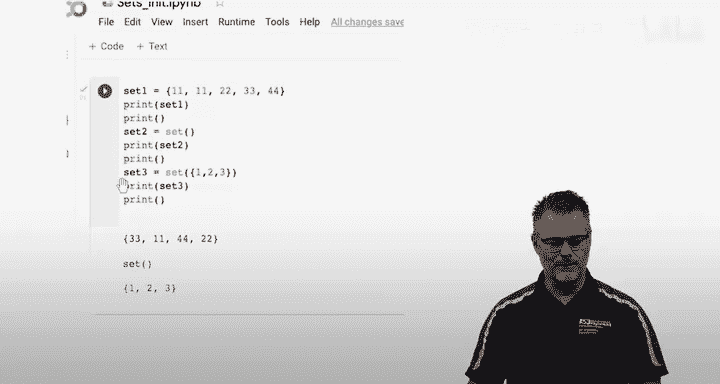 Sets_init.ipynb
File Edit View Insert Runtime Tools Help All changes save
+ Code + Text
set1 = {11, 11, 22, 33, 44}
print(set1)
print()
set2 = set()
print(set2)
print()
set3 = set({1,2,3})
print(set3)
print()
{33, 11, 44, 22}
set()
{1, 2, 3}